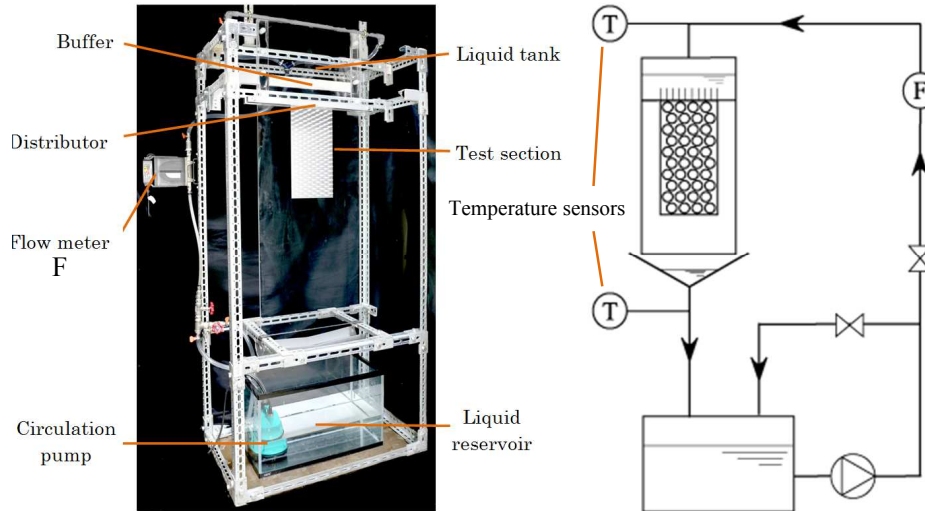 Buffer
Liquid tank
Distributor
Test section
Temperature sensors
Flow meter
F
Circulation
pump
Liquid
reservoir
T
F
T